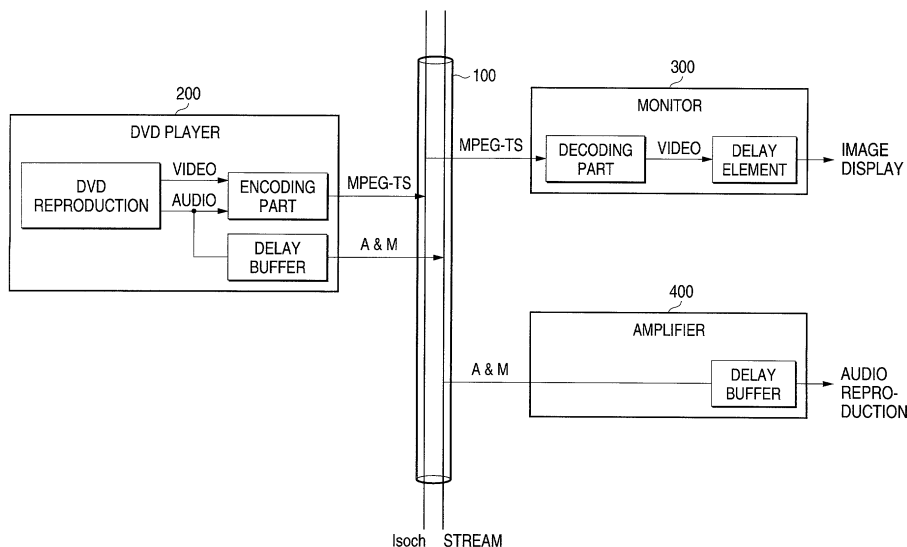 100
200
DVD PLAYER
DVD
REPRODUCTION
VIDEO
AUDIO
ENCODING
PART
MPEG-TS
DELAY
BUFFER
A & M
300
MONITOR
MPEG-TS
DECODING
PART
VIDEO
DELAY
ELEMENT
IMAGE
DISPLAY
400
AMPLIFIER
A & M
DELAY
BUFFER
AUDIO
REPRO-
DUCTION
Isoch STREAM